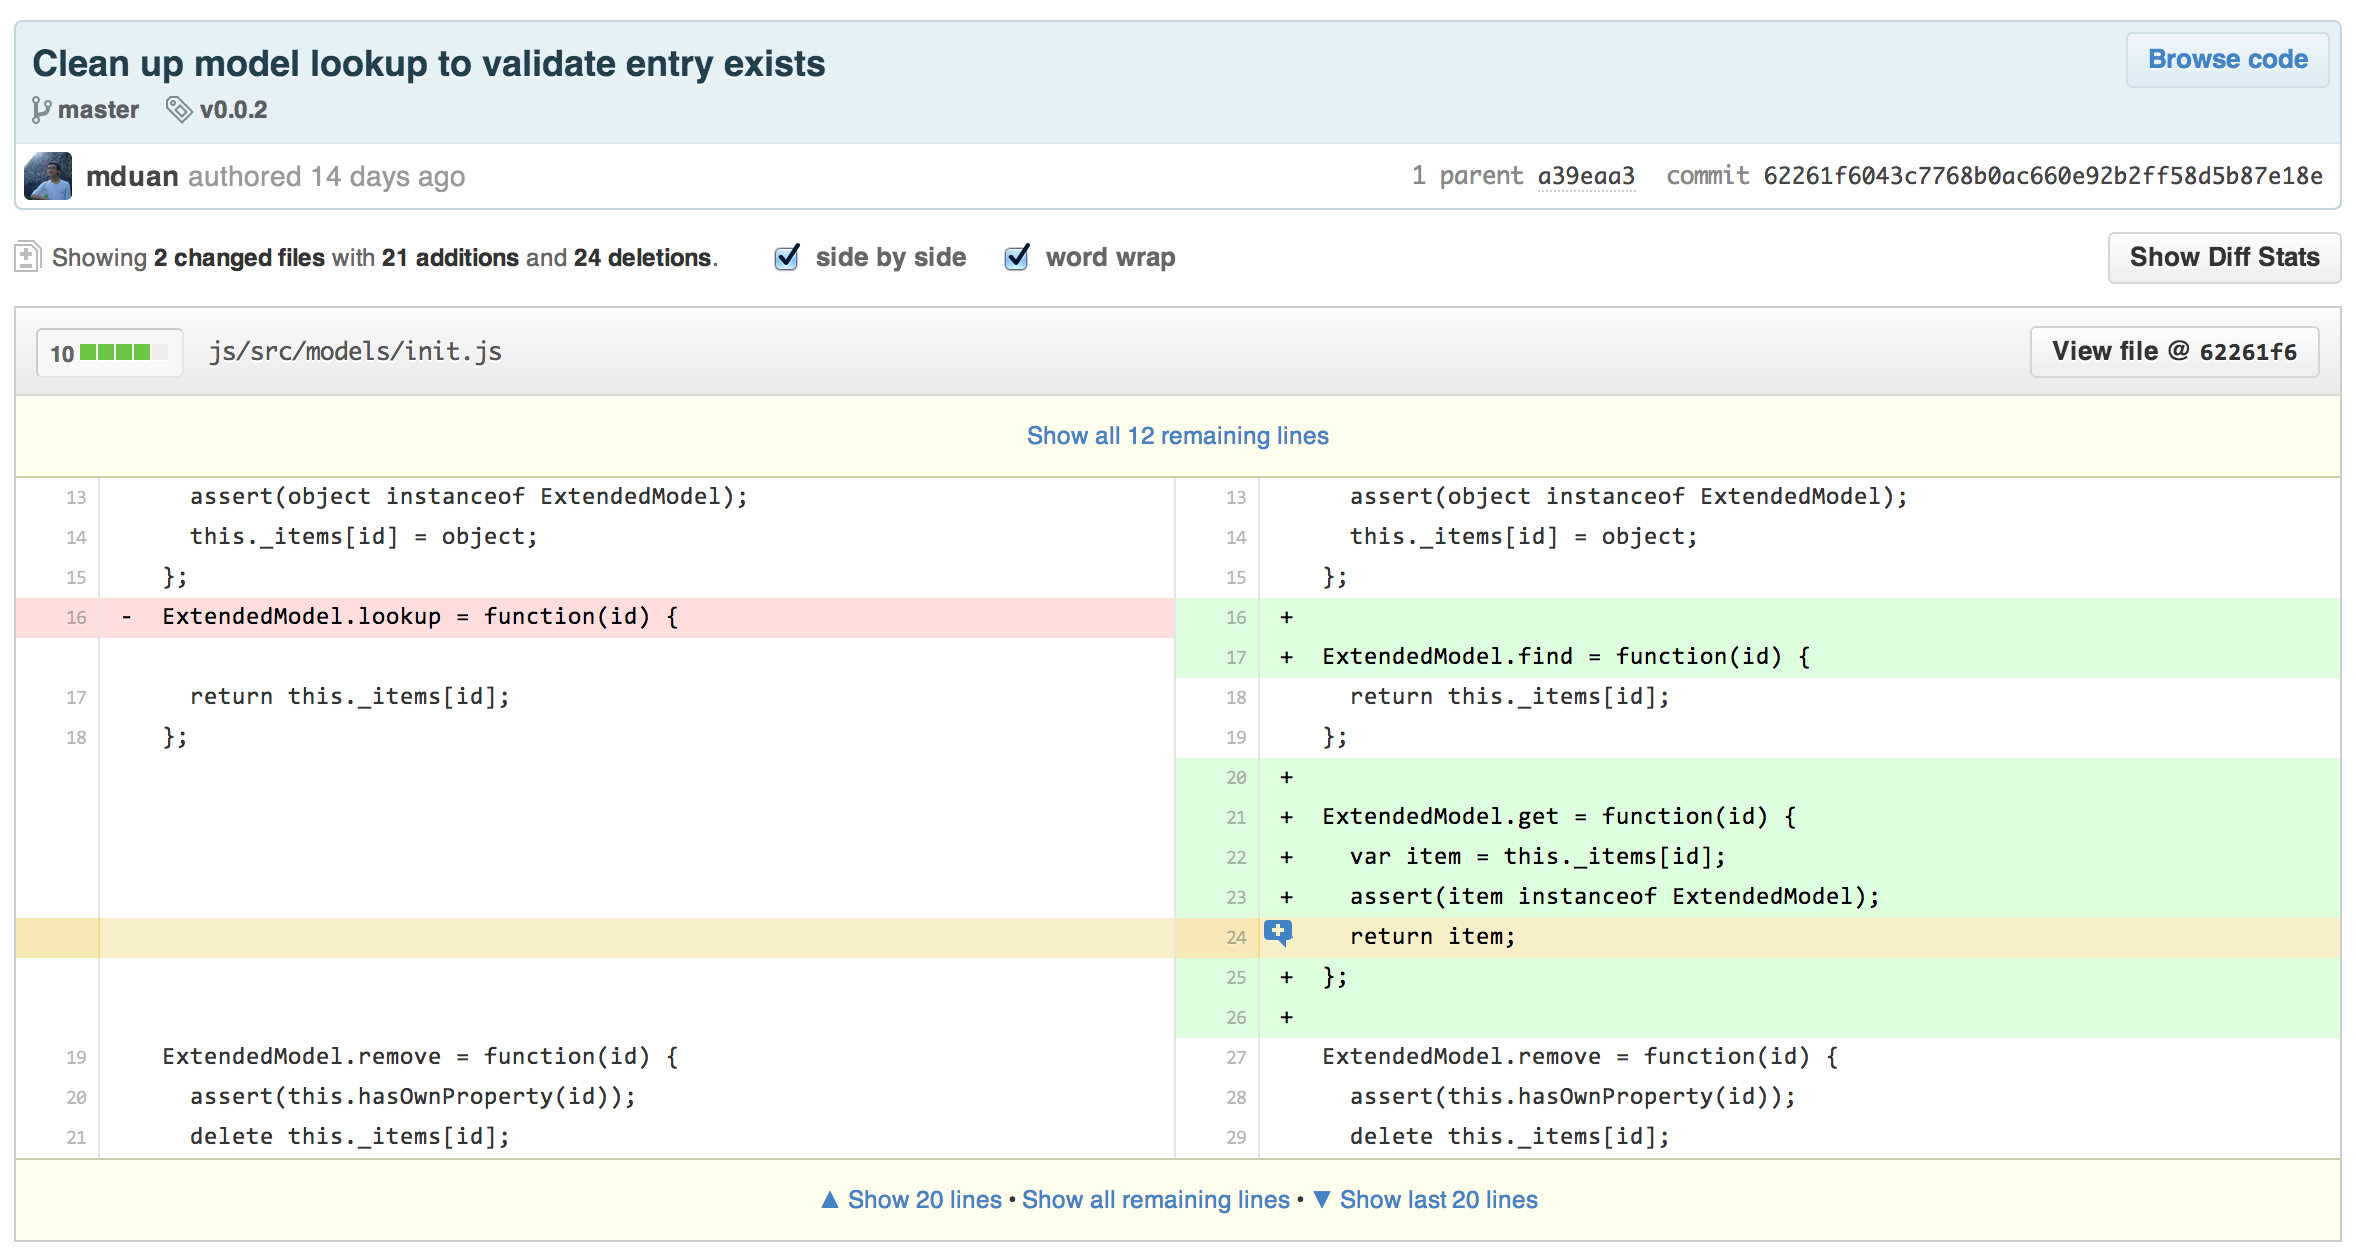 Clean up model lookup to validate entry exists
Browse code
master v0.0.2
mduan authored 14 days ago
1 parent a39eaa3 commit 62261f6043c7768b0ac660e92b2ff58d5b87e18e
Showing 2 changed files with 21 additions and 24 deletions. side by side word wrap
Show Diff Stats
10 js/src/models/init.js
View file @ 62261f6
Show all 12 remaining lines
13 assert(object instanceof ExtendedModel); 13 assert(object instanceof ExtendedModel);
14 this._items[id] = object; 14 this._items[id] = object;
15 }; 15 };
16 - ExtendedModel.lookup = function(id) { 16 +
17 + ExtendedModel.find = function(id) {
17 return this._items[id]; 18 return this._items[id];
18 }; 19 };
20 +
21 + ExtendedModel.get = function(id) {
22 + var item = this._items[id];
23 + assert(item instanceof ExtendedModel);
24 return item;
25 + };
26 +
19 ExtendedModel.remove = function(id) { 27 ExtendedModel.remove = function(id) {
20 assert(this.hasOwnProperty(id)); 28 assert(this.hasOwnProperty(id));
21 delete this._items[id]; 29 delete this._items[id];
▲ Show 20 lines • Show all remaining lines • ▼ Show last 20 lines